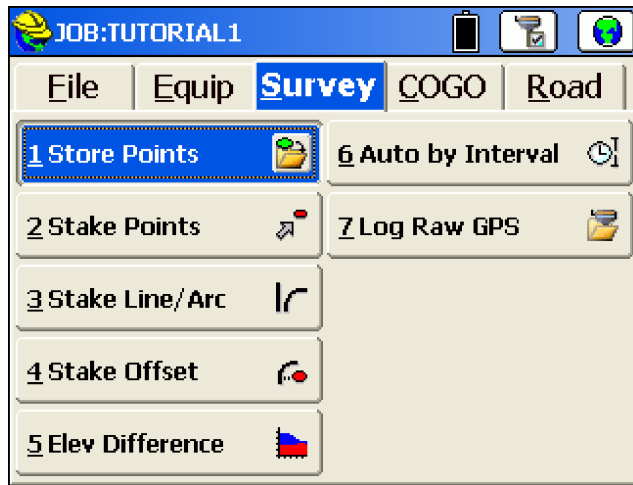 JOB:TUTORIAL1
File Equip Survey COGO Road
1 Store Points
2 Stake Points
3 Stake Line/Arc
4 Stake Offset
5 Elev Difference
6 Auto by Interval
7 Log Raw GPS